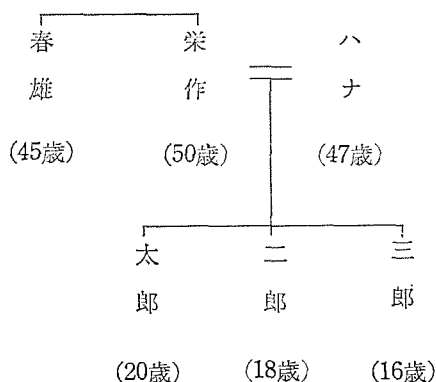 春雄
栄作
ハナ
(45歳)
(50歳)
(47歳)
太郎
二郎
三郎
(20歳)
(18歳)
(16歳)